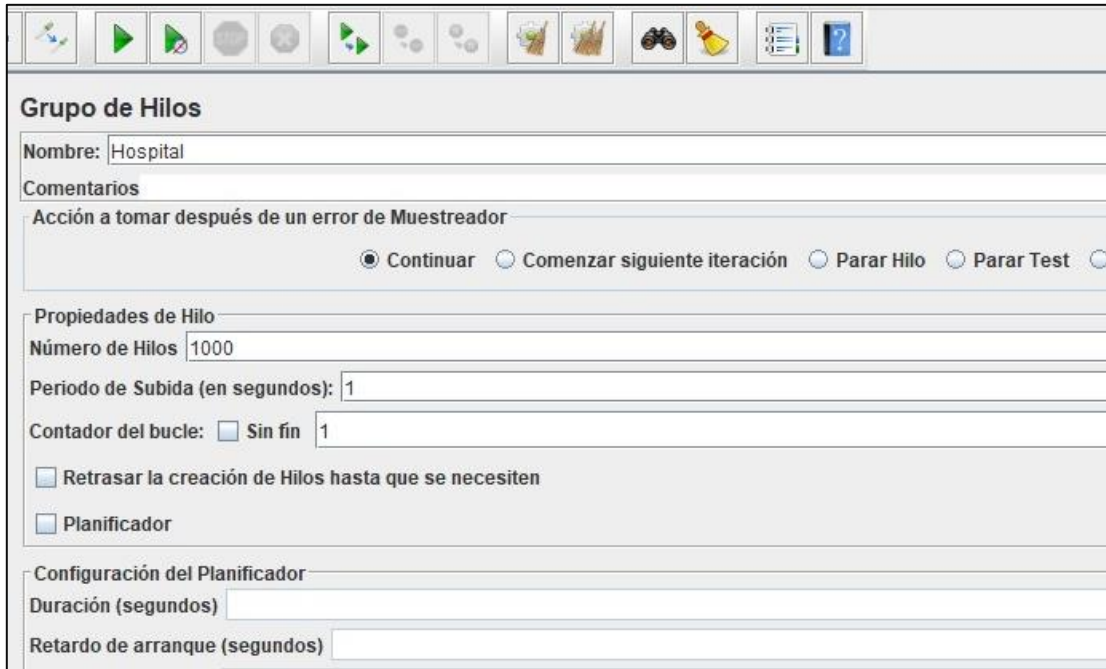 Grupo de Hilos
Nombre: Hospital
Comentarios
Acción a tomar después de un error de Muestreador
Continuar Comenzar siguiente iteración Parar Hilo Parar Test
Propiedades de Hilo
Número de Hilos 1000
Periodo de Subida (en segundos): 1
Contador del bucle: Sin fín 1
Retrasar la creación de Hilos hasta que se necesiten
Planificador
Configuración del Planificador
Duración (segundos)
Retardo de arranque (segundos)